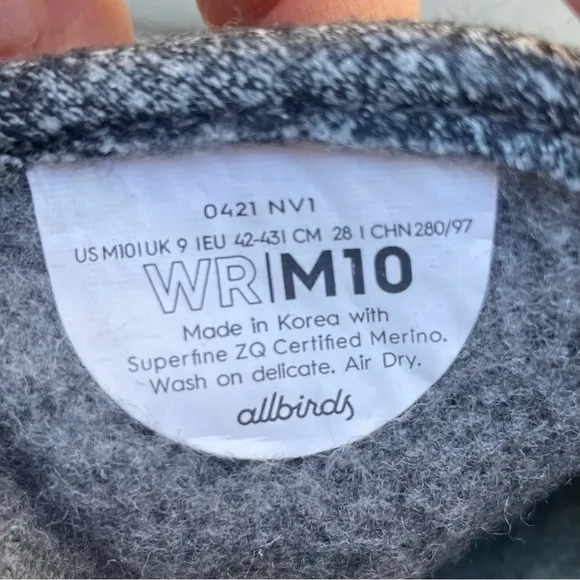 0421 NV1
US M10 | UK 9 | EU 42-43 | CM 28 | CHN 280/97
WR|M10
Made in Korea with
Superfine ZQ Certified Merino.
Wash on delicate. Air Dry.
allbirds